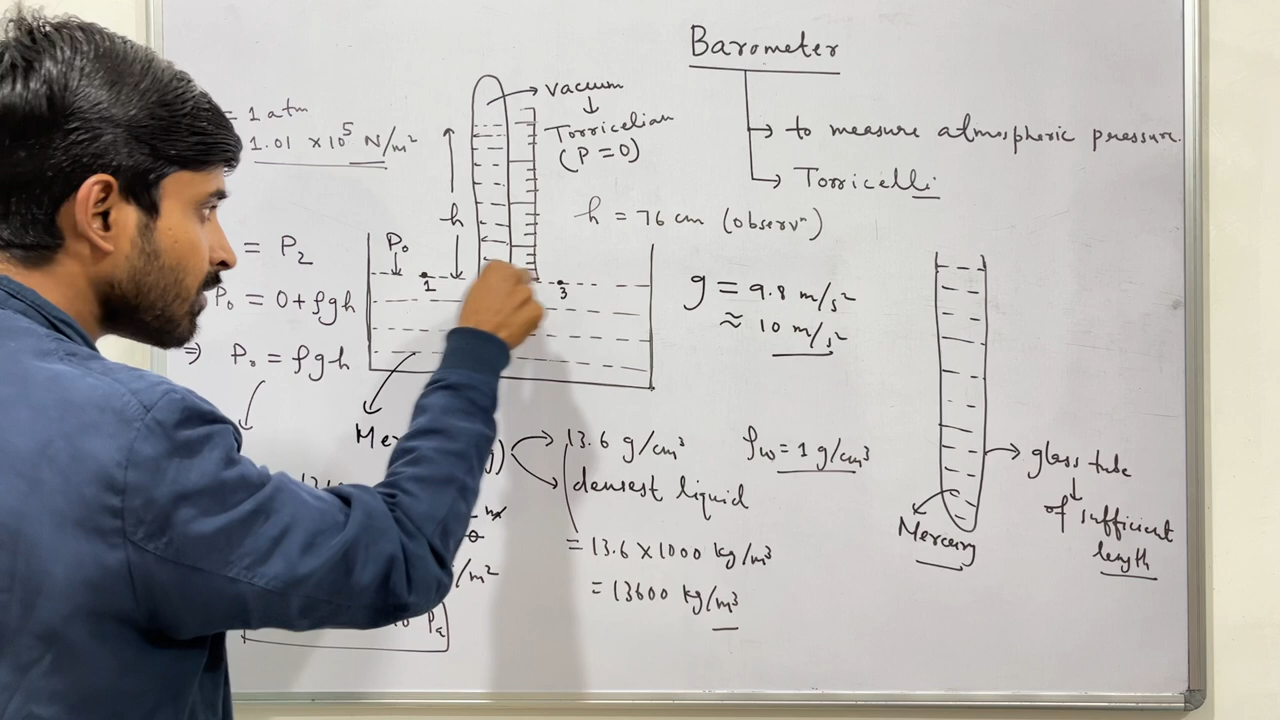 Barometer
→ to measure atmospheric pressure.
→ Torricelli
= 1 atm
1.01 × 10⁵ N/m²
→ vacuum
↓
Torricelian
(P = 0)
h
h = 76 cm (observⁿ)
= P₂
P₀ = 0 + ρgh
⇒ P₀ = ρgh
P₀
1
3
g = 9.8 m/s²
≈ 10 m/s²
→ 13.6 g/cm³
→ densest liquid
= 13.6 × 1000 kg/m³
= 13600 kg/m³
ρw = 1 g/cm³
/m²
Pa
→ glass tube
↓
of sufficient
length
Mercury